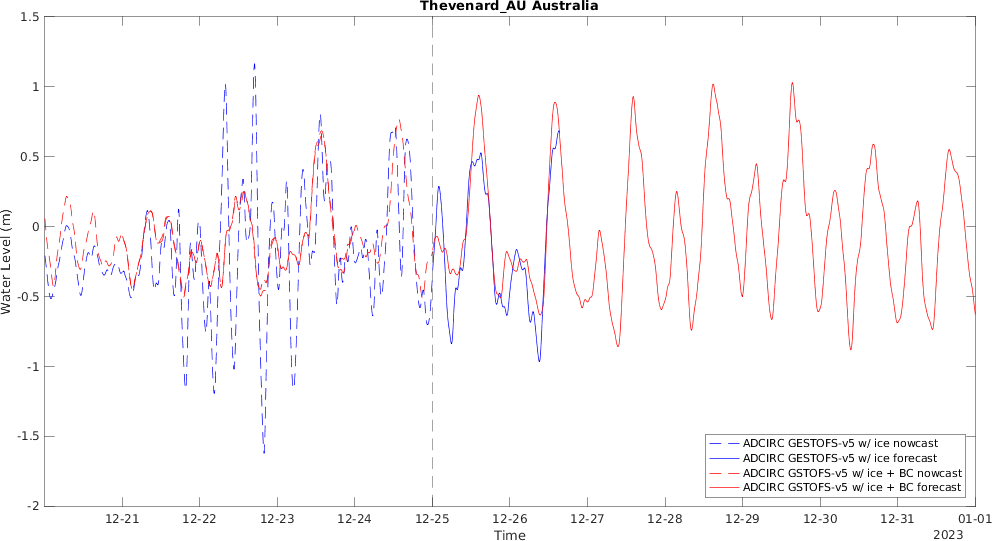 Thevenard_AU Australia
1.5
1
0.5
0
-0.5
-1
-1.5
-2
Water Level (m)
ADCIRC GESTOFS-v5 w/ ice nowcast
ADCIRC GESTOFS-v5 w/ ice forecast
ADCIRC GSTOFS-v5 w/ ice + BC nowcast
ADCIRC GSTOFS-v5 w/ ice + BC forecast
12-21 12-22 12-23 12-24 12-25 12-26 12-27 12-28 12-29 12-30 12-31 01-01
Time
2023